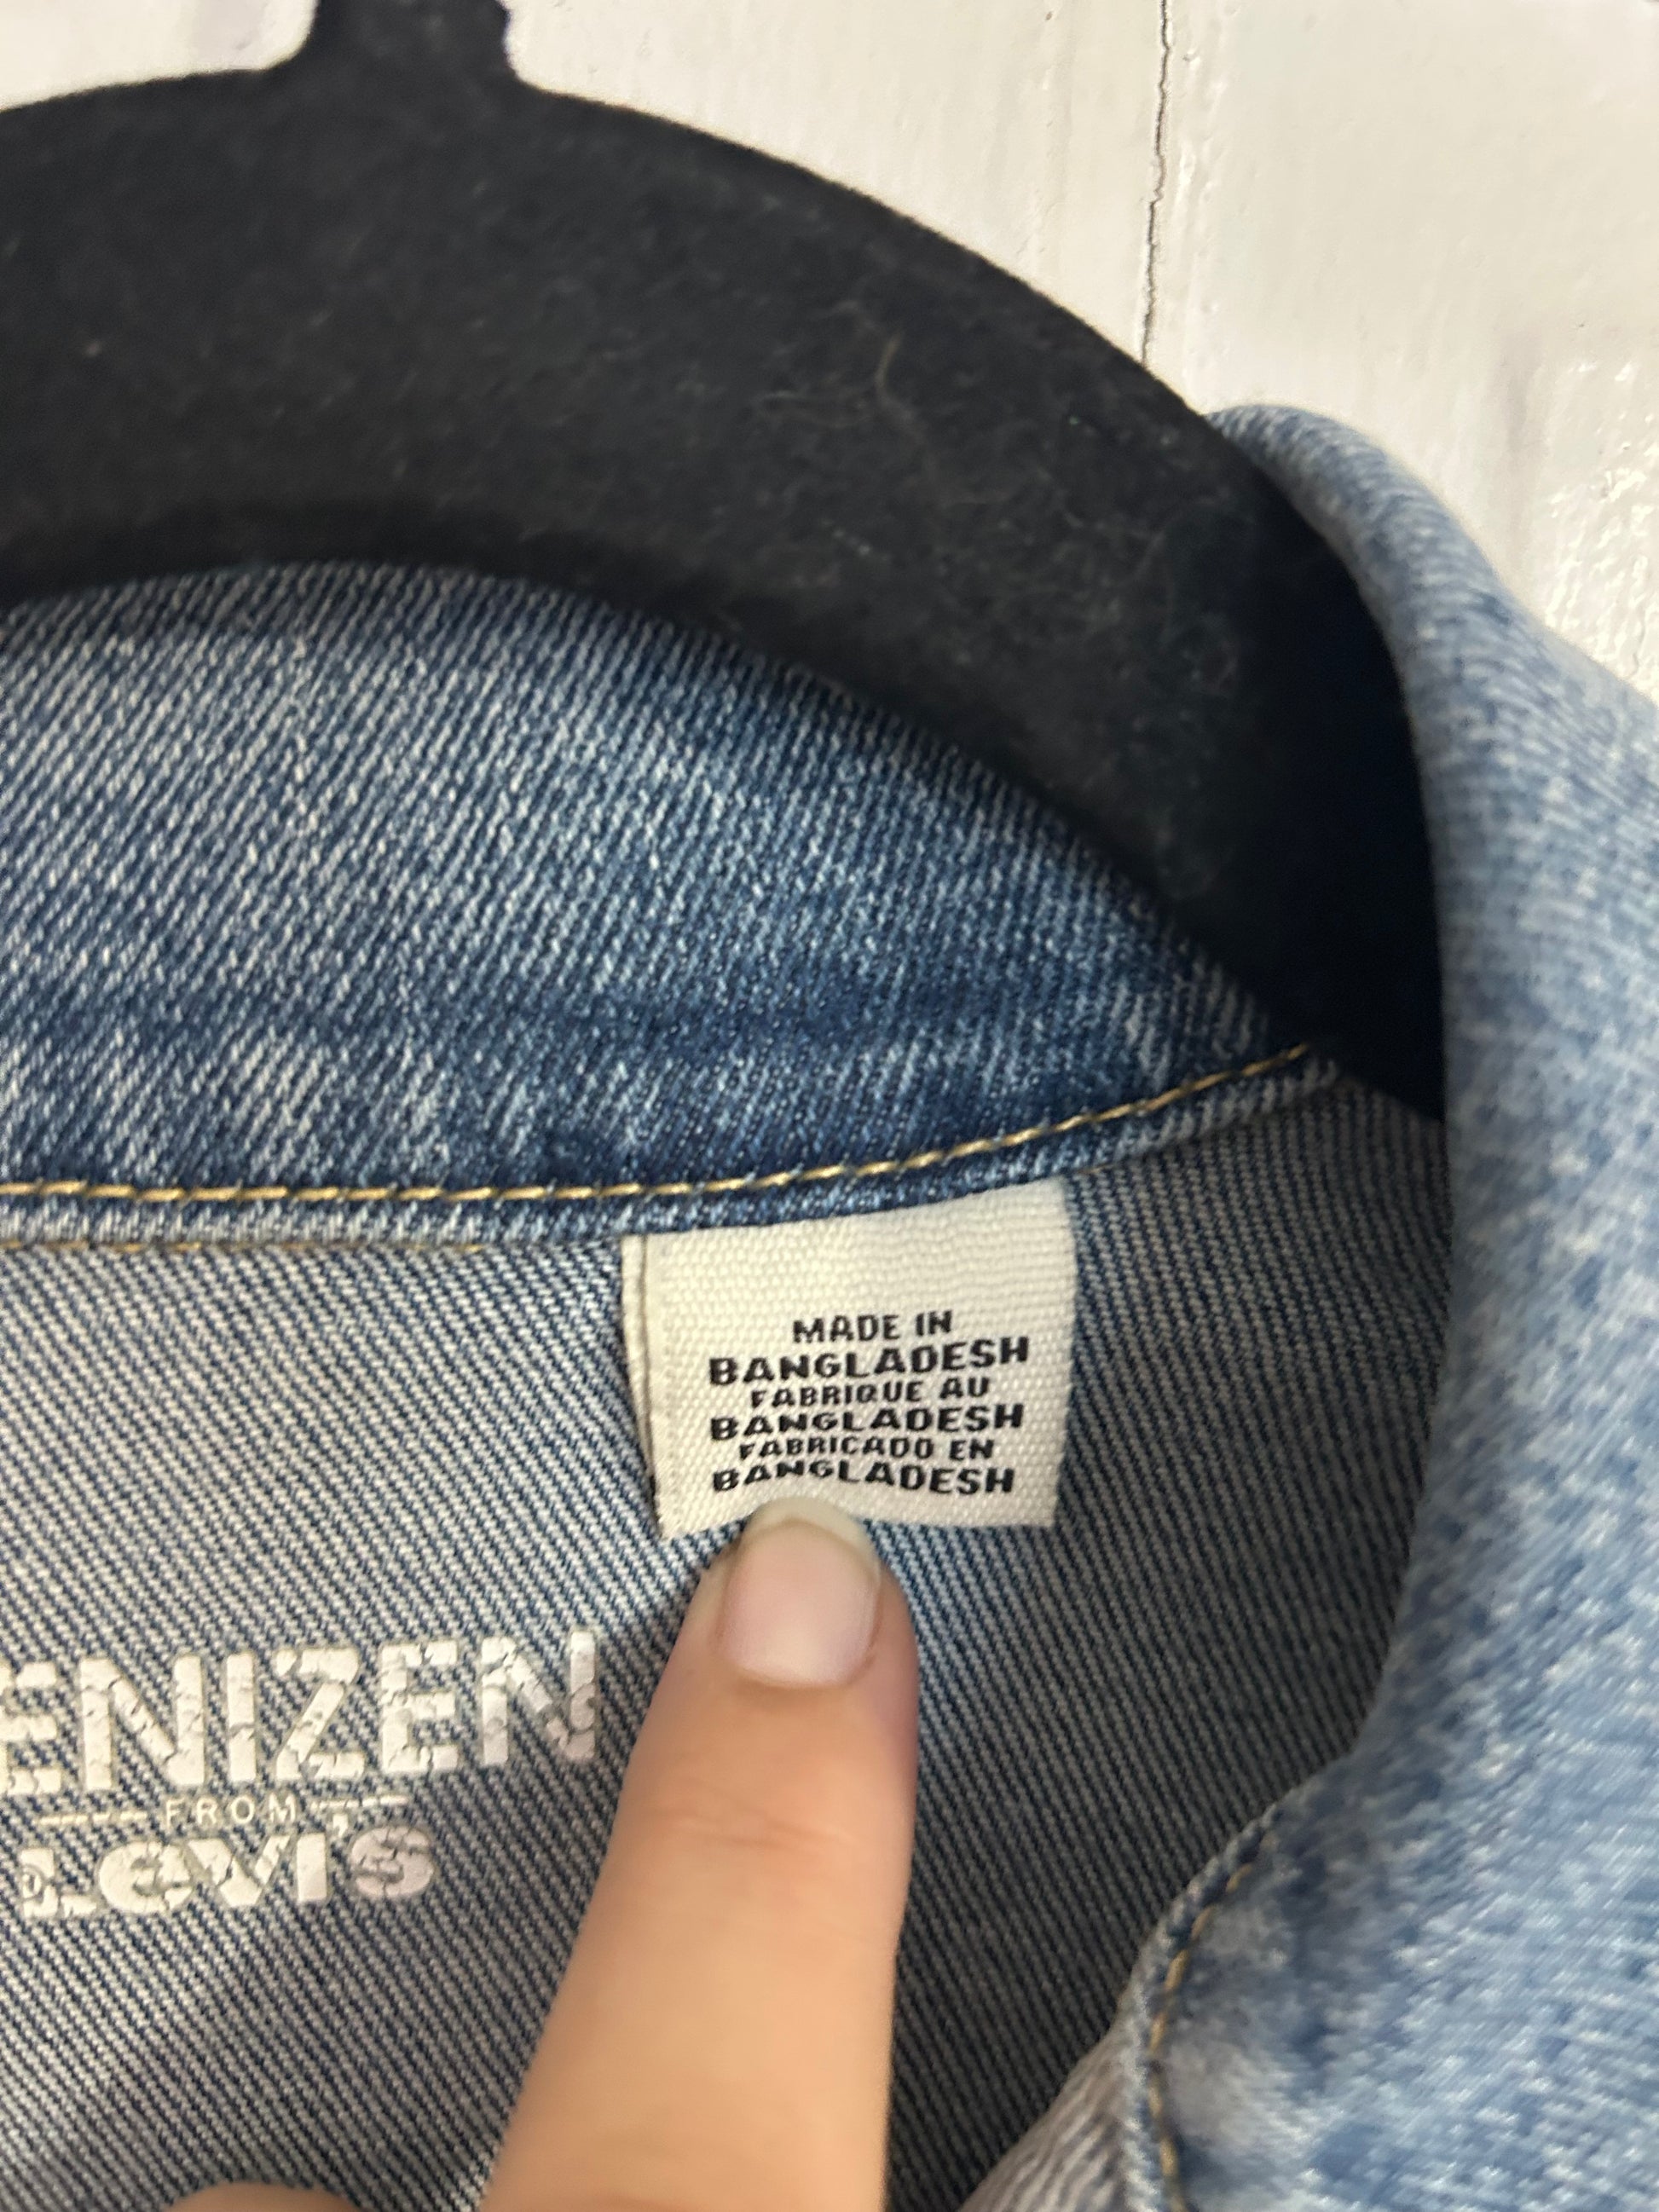 MADE IN
BANGLADESH
FABRIQUE AU
BANGLADESH
FABRICADO EN
BANGLADESH
ENIZEN
FROM
Levi's